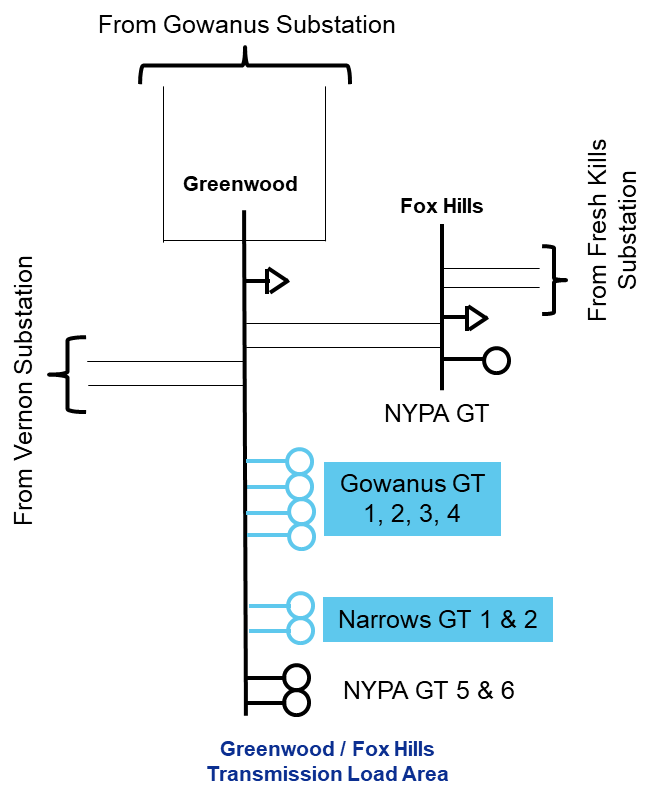 From Gowanus Substation
Greenwood
Fox Hills
From Fresh Kills
Substation
From Vernon Substation
NYPA GT
Gowanus GT
1, 2, 3, 4
Narrows GT 1 & 2
NYPA GT 5 & 6
Greenwood / Fox Hills
Transmission Load Area